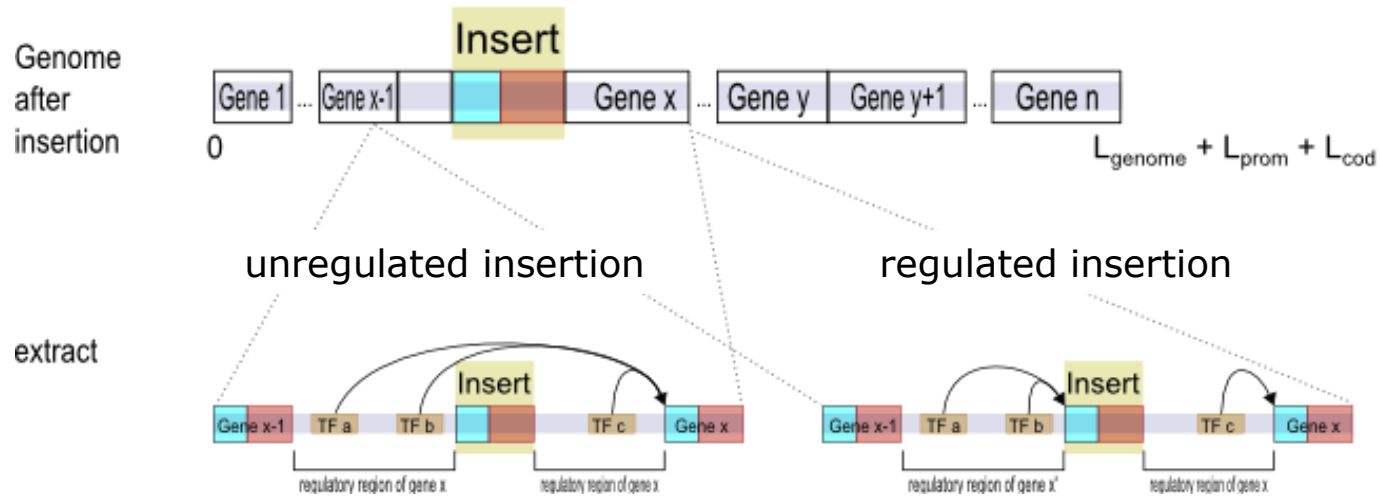 Genome
after
insertion
Insert
Gene 1 ... Gene x-1 Gene x ... Gene y Gene y+1 ... Gene n
0 Lgenome + Lprom + Lcod
unregulated insertion regulated insertion
extract
Insert Insert
Gene x-1 TF a TF b TF c Gene x Gene x-1 TF a TF b TF c Gene x
regulatory region of gene x regulatory region of gene x regulatory region of gene x' regulatory region of gene x